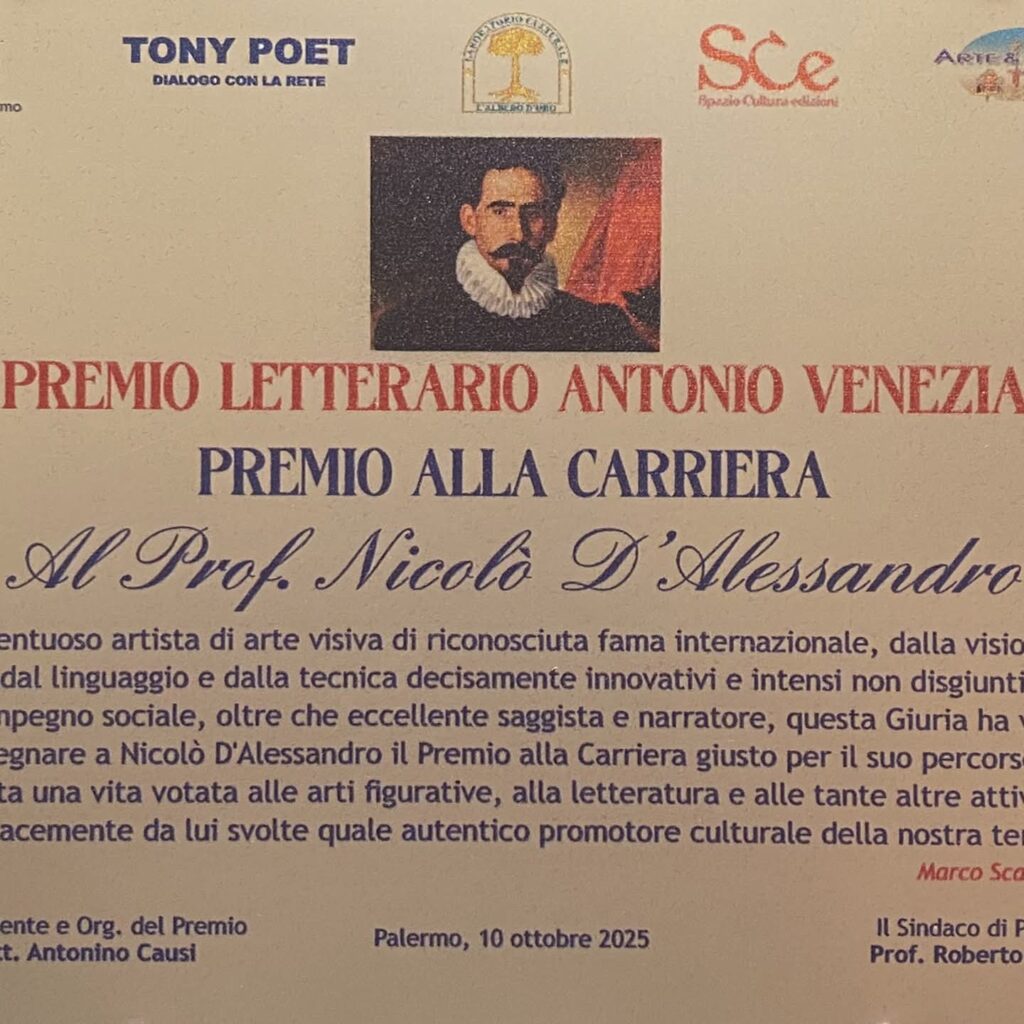 TONY POET
DIALOGO CON LA RETE
LABORATORIO CULTURALE
L'ALBERO D'ORO
SCe
Spazio Cultura edizioni
ARTE &
mo
PREMIO LETTERARIO ANTONIO VENEZIA
PREMIO ALLA CARRIERA
Al Prof. Nicolò D'Alessandro
entuoso artista di arte visiva di riconosciuta fama internazionale, dalla visio
dal linguaggio e dalla tecnica decisamente innovativi e intensi non disgiunti
mpegno sociale, oltre che eccellente saggista e narratore, questa Giuria ha v
egnare a Nicolò D'Alessandro il Premio alla Carriera giusto per il suo percors
ta una vita votata alle arti figurative, alla letteratura e alle tante altre attiv
acemente da lui svolte quale autentico promotore culturale della nostra ter
Marco Sca
ente e Org. del Premio
tt. Antonino Causi
Palermo, 10 ottobre 2025
Il Sindaco di P
Prof. Roberto